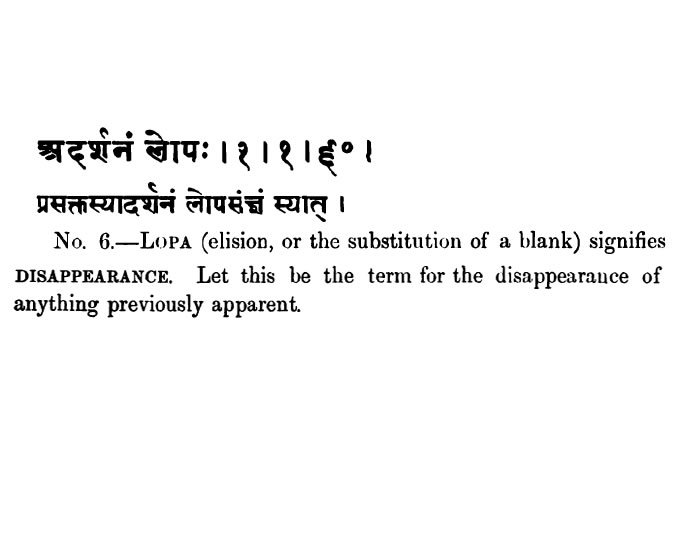 अदर्शनं लोपः । १ । १ । ६० ।
प्रसक्तस्यादर्शनं लोपसंज्ञं स्यात् ।
No. 6.—LOPA (elision, or the substitution of a blank) signifies
DISAPPEARANCE. Let this be the term for the disappearance of
anything previously apparent.